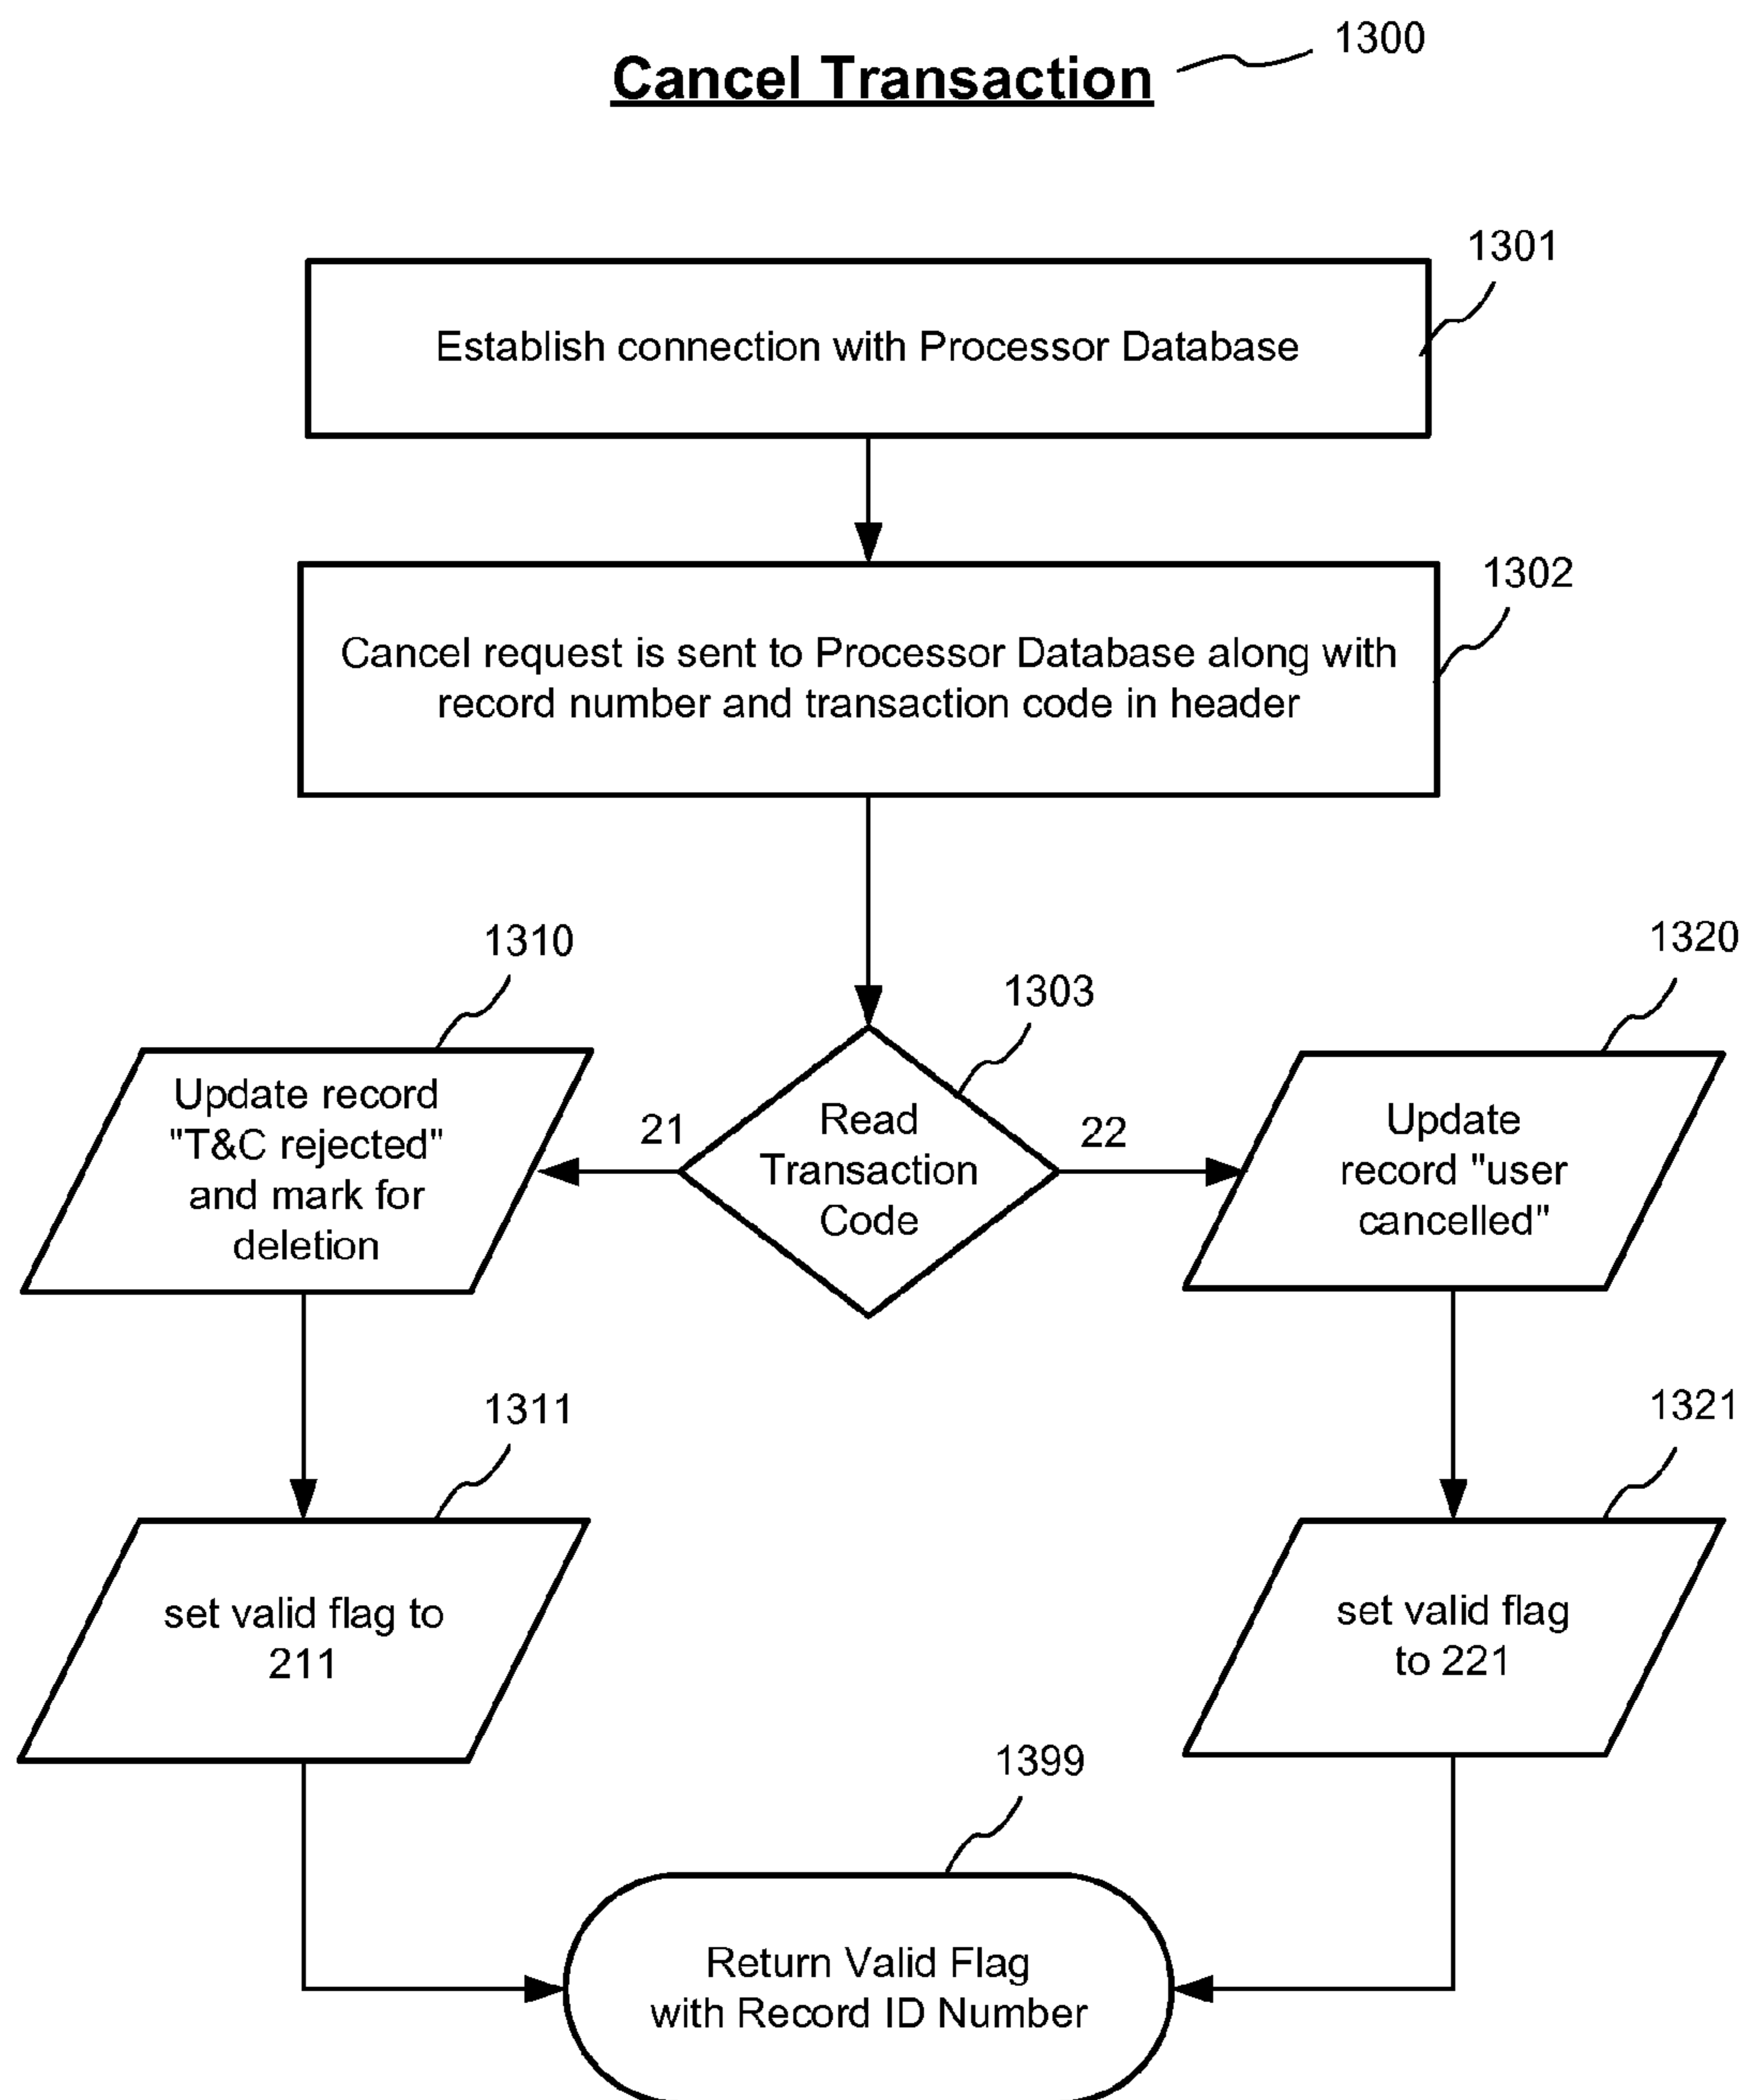 1300
Cancel Transaction
1301
Establish connection with Processor Database
1302
Cancel request is sent to Processor Database along with
record number and transaction code in header
1310
1320
1303
Update record
"T&C rejected"
and mark for
deletion
21
Read
Transaction
Code
22
Update
record "user
cancelled"
1311
1321
set valid flag to
211
set valid flag
to 221
1399
Return Valid Flag
with Record ID Number